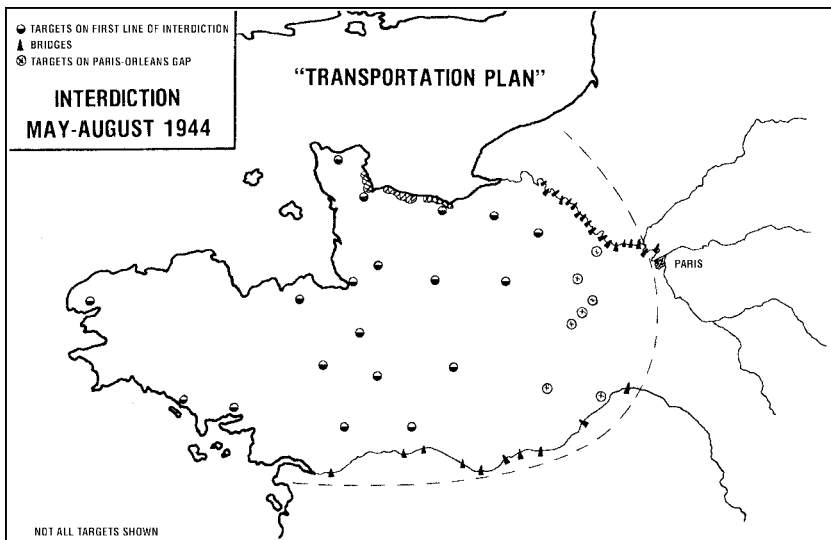 TARGETS ON FIRST LINE OF INTERDICTION
BRIDGES
TARGETS ON PARIS-ORLEANS GAP
INTERDICTION
MAY-AUGUST 1944
"TRANSPORTATION PLAN"
PARIS
NOT ALL TARGETS SHOWN